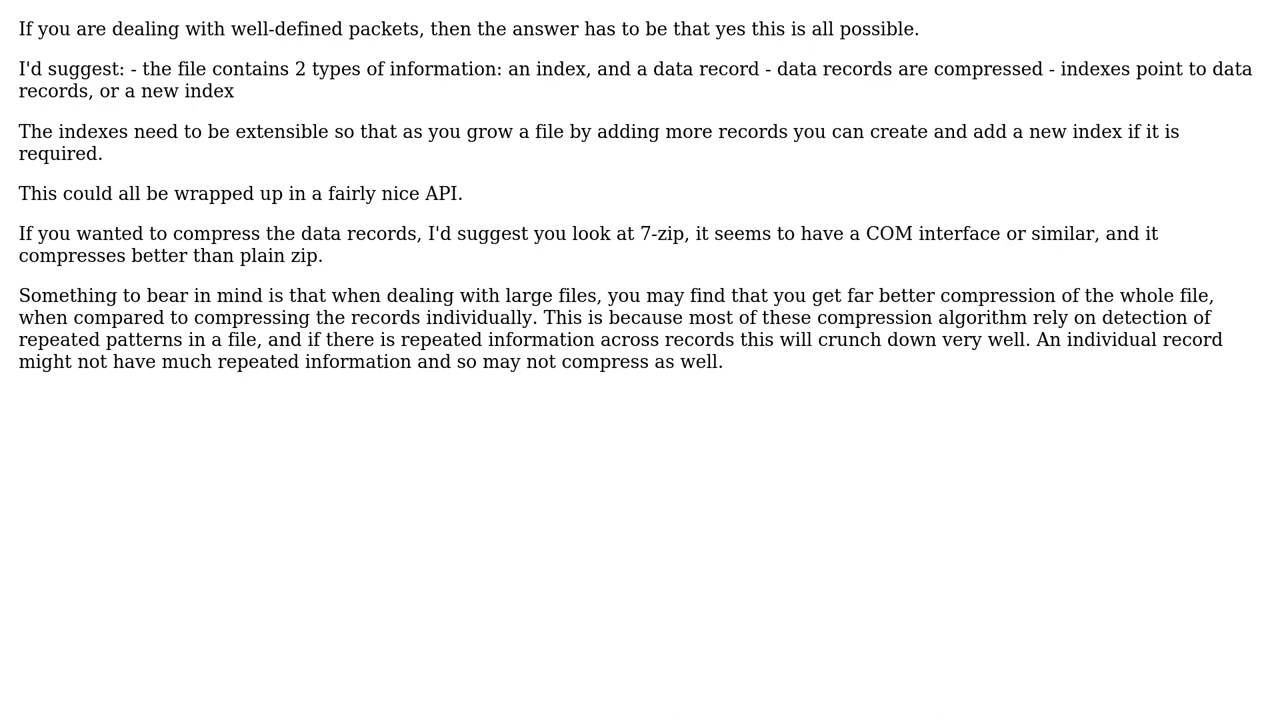 If you are dealing with well-defined packets, then the answer has to be that yes this is all possible.
I'd suggest: - the file contains 2 types of information: an index, and a data record - data records are compressed - indexes point to data
records, or a new index
The indexes need to be extensible so that as you grow a file by adding more records you can create and add a new index if it is
required.
This could all be wrapped up in a fairly nice API.
If you wanted to compress the data records, I'd suggest you look at 7-zip, it seems to have a COM interface or similar, and it
compresses better than plain zip.
Something to bear in mind is that when dealing with large files, you may find that you get far better compression of the whole file,
when compared to compressing the records individually. This is because most of these compression algorithm rely on detection of
repeated patterns in a file, and if there is repeated information across records this will crunch down very well. An individual record
might not have much repeated information and so may not compress as well.